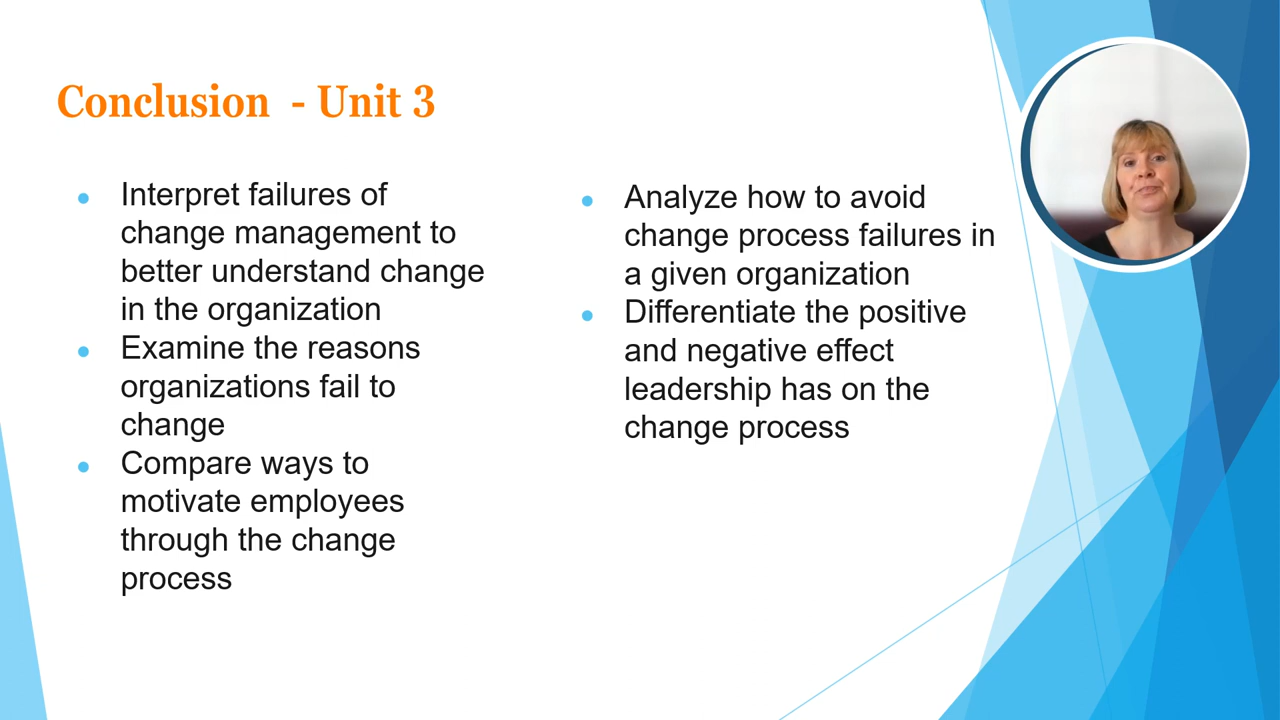 Conclusion - Unit 3
● Interpret failures of
change management to
better understand change
in the organization
● Examine the reasons
organizations fail to
change
● Compare ways to
motivate employees
through the change
process
● Analyze how to avoid
change process failures in
a given organization
● Differentiate the positive
and negative effect
leadership has on the
change process